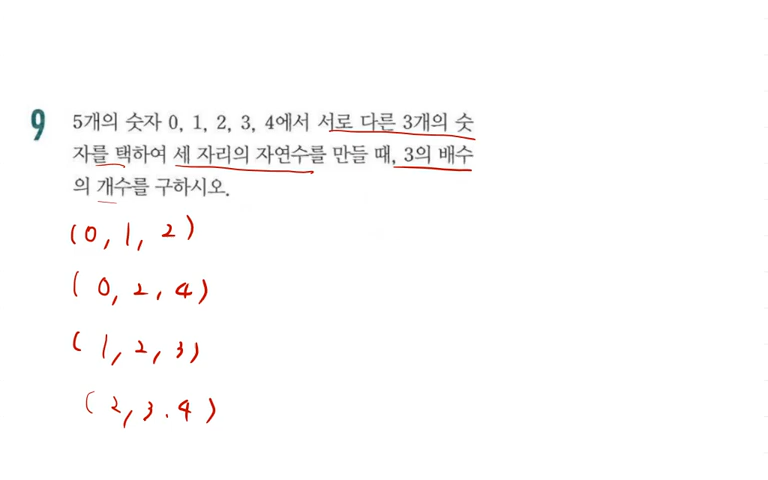 9 5개의 숫자 0, 1, 2, 3, 4에서 서로 다른 3개의 숫
자를 택하여 세 자리의 자연수를 만들 때, 3의 배수
의 개수를 구하시오.
(0, 1, 2)
(0, 2, 4)
(1, 2, 3)
(2, 3. 4)